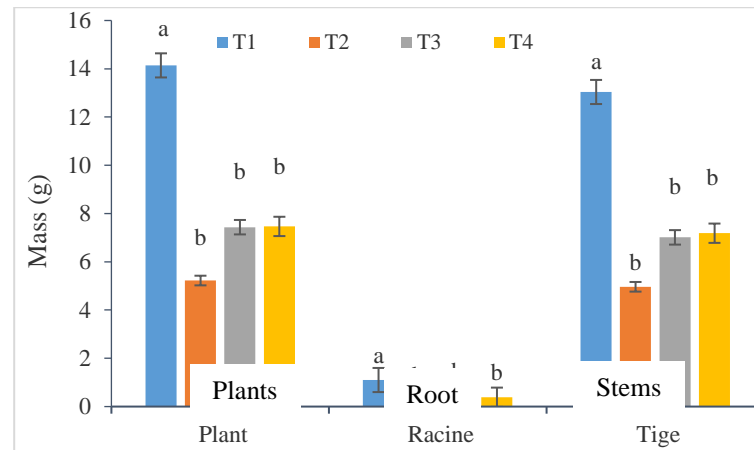 16
14
12
10
8
6
4
2
0
Mass (g)
T1 T2 T3 T4
a
b
b
b
a
b
a
b
b
b
Plants
Root
Stems
Plant Racine Tige